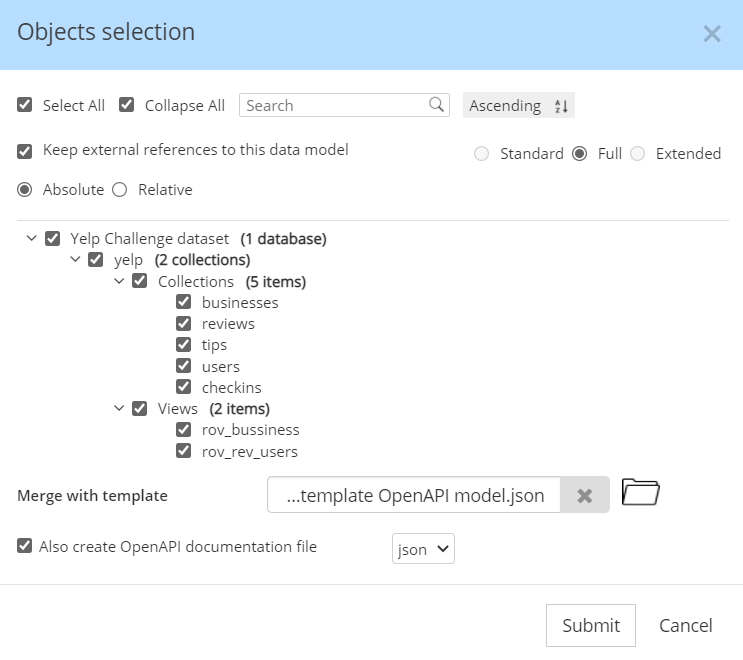 Objects selection
Select All Collapse All Search Ascending
Keep external references to this data model Standard Full Extended
Absolute Relative
Yelp Challenge dataset (1 database)
yelp (2 collections)
Collections (5 items)
businesses
reviews
tips
users
checkins
Views (2 items)
rov_bussiness
rov_rev_users
Merge with template ...template OpenAPI model.json
Also create OpenAPI documentation file json
Submit Cancel